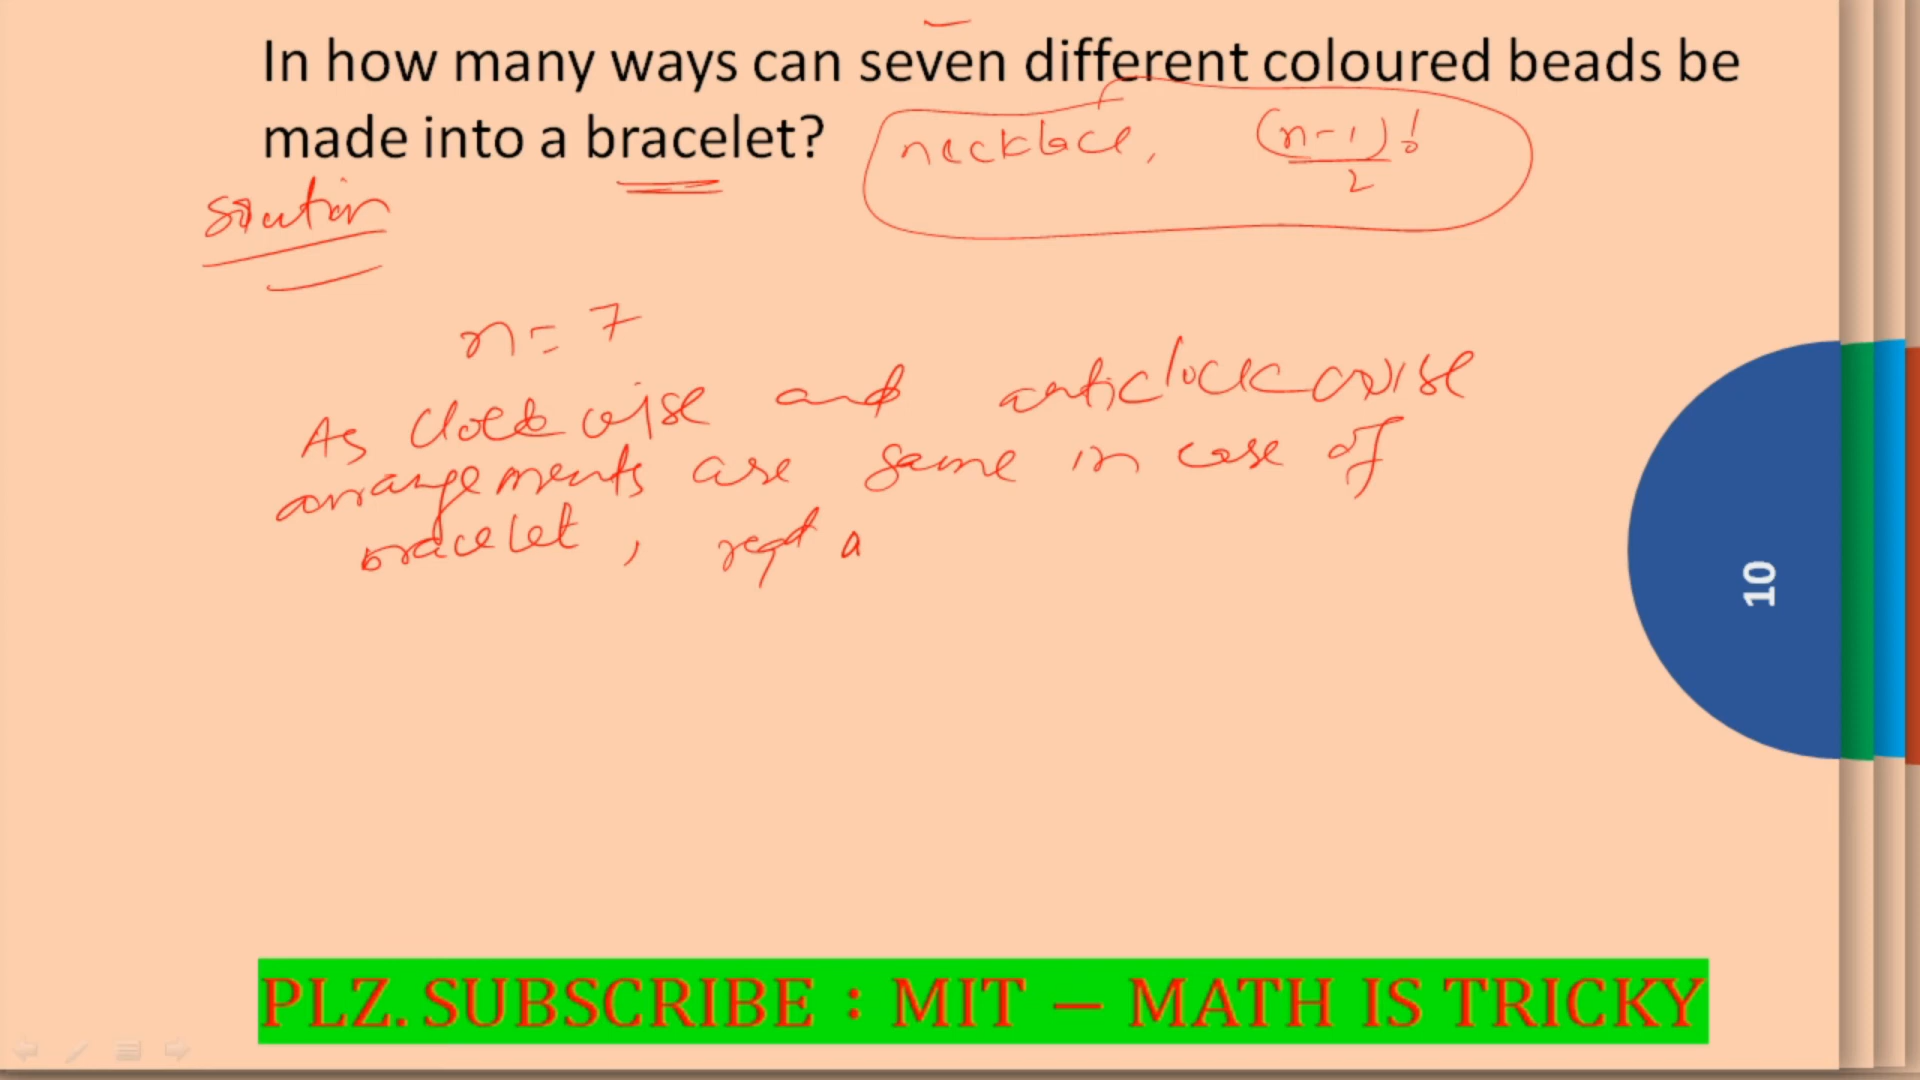 In how many ways can seven different coloured beads be
made into a bracelet?
necklace, (n-1)!/2
Solution
n = 7
As clockwise and anticlockwise
arrangements are same in case of
bracelet, reqd a
10
PLZ. SUBSCRIBE : MIT – MATH IS TRICKY